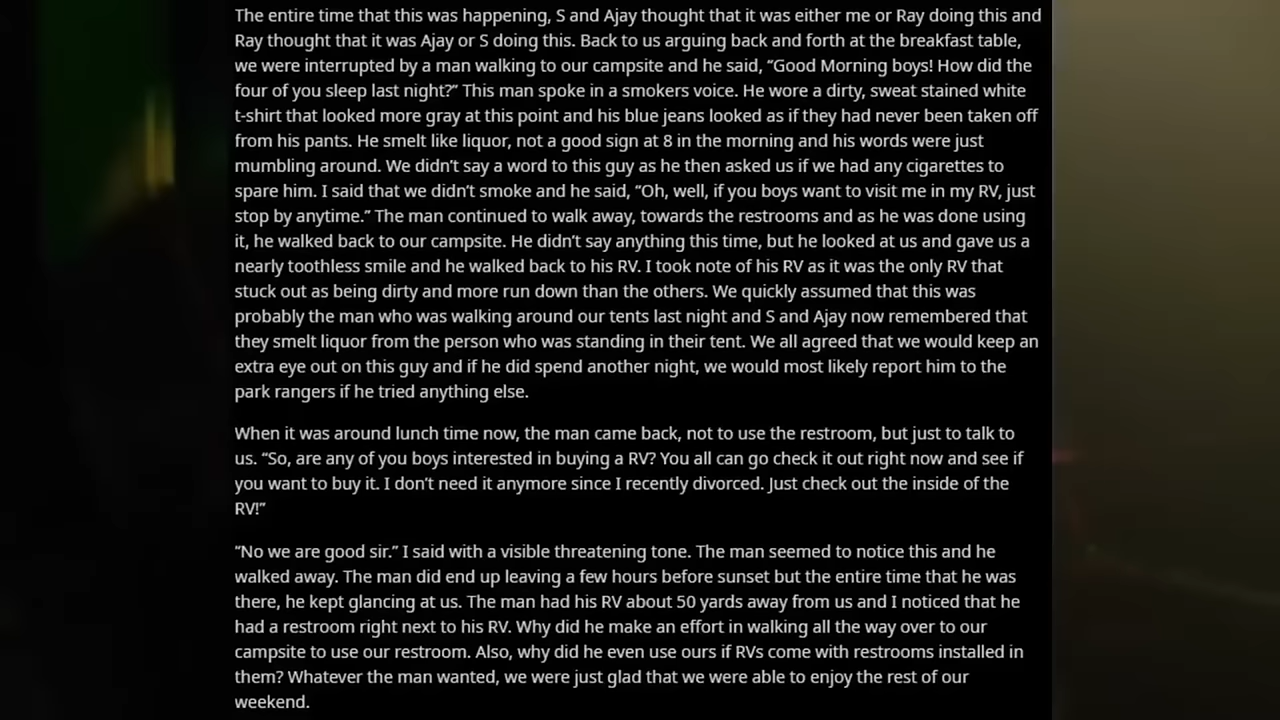 The entire time that this was happening, S and Ajay thought that it was either me or Ray doing this and
Ray thought that it was Ajay or S doing this. Back to us arguing back and forth at the breakfast table,
we were interrupted by a man walking to our campsite and he said, “Good Morning boys! How did the
four of you sleep last night?” This man spoke in a smokers voice. He wore a dirty, sweat stained white
t-shirt that looked more gray at this point and his blue jeans looked as if they had never been taken off
from his pants. He smelt like liquor, not a good sign at 8 in the morning and his words were just
mumbling around. We didn’t say a word to this guy as he then asked us if we had any cigarettes to
spare him. I said that we didn’t smoke and he said, “Oh, well, if you boys want to visit me in my RV, just
stop by anytime.” The man continued to walk away, towards the restrooms and as he was done using
it, he walked back to our campsite. He didn’t say anything this time, but he looked at us and gave us a
nearly toothless smile and he walked back to his RV. I took note of his RV as it was the only RV that
stuck out as being dirty and more run down than the others. We quickly assumed that this was
probably the man who was walking around our tents last night and S and Ajay now remembered that
they smelt liquor from the person who was standing in their tent. We all agreed that we would keep an
extra eye out on this guy and if he did spend another night, we would most likely report him to the
park rangers if he tried anything else.
When it was around lunch time now, the man came back, not to use the restroom, but just to talk to
us. “So, are any of you boys interested in buying a RV? You all can go check it out right now and see if
you want to buy it. I don’t need it anymore since I recently divorced. Just check out the inside of the
RV!”
“No we are good sir.” I said with a visible threatening tone. The man seemed to notice this and he
walked away. The man did end up leaving a few hours before sunset but the entire time that he was
there, he kept glancing at us. The man had his RV about 50 yards away from us and I noticed that he
had a restroom right next to his RV. Why did he make an effort in walking all the way over to our
campsite to use our restroom. Also, why did he even use ours if RVs come with restrooms installed in
them? Whatever the man wanted, we were just glad that we were able to enjoy the rest of our
weekend.